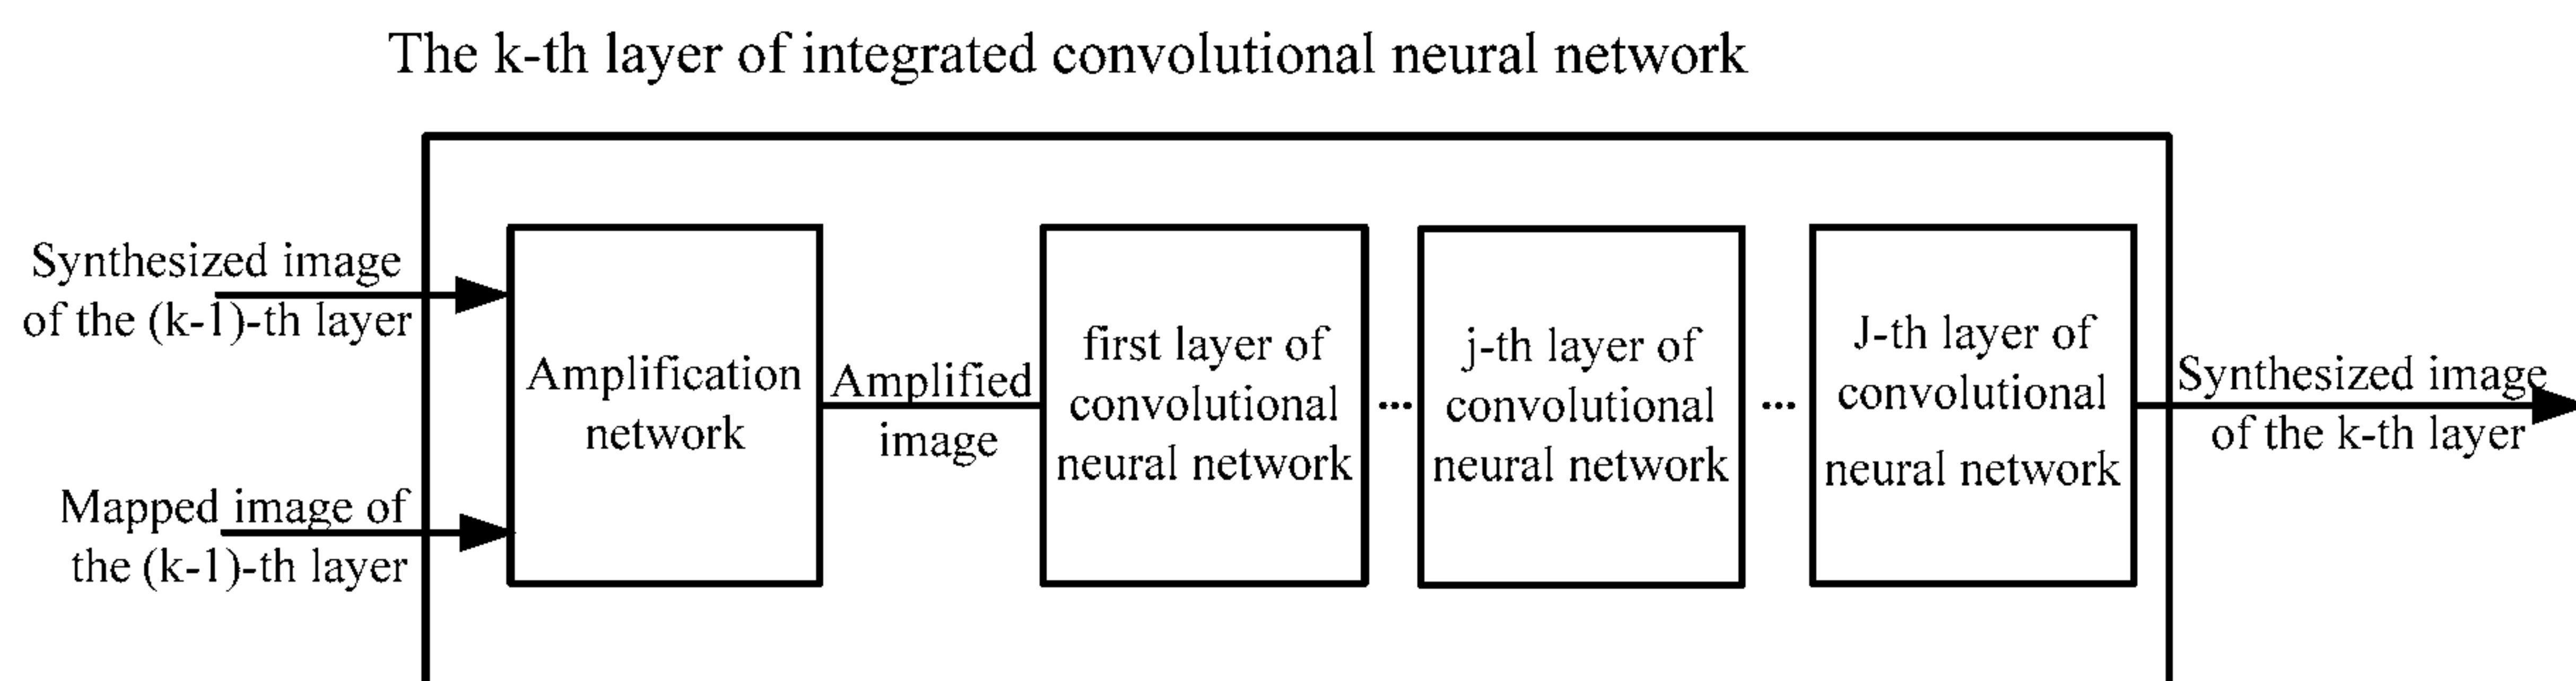 The k-th layer of integrated convolutional neural network
Synthesized image
of the (k-1)-th layer
Mapped image of
the (k-1)-th layer
Amplification
network
Amplified
image
first layer of
convolutional
neural network
...
j-th layer of
convolutional
neural network
...
J-th layer of
convolutional
neural network
Synthesized image
of the k-th layer